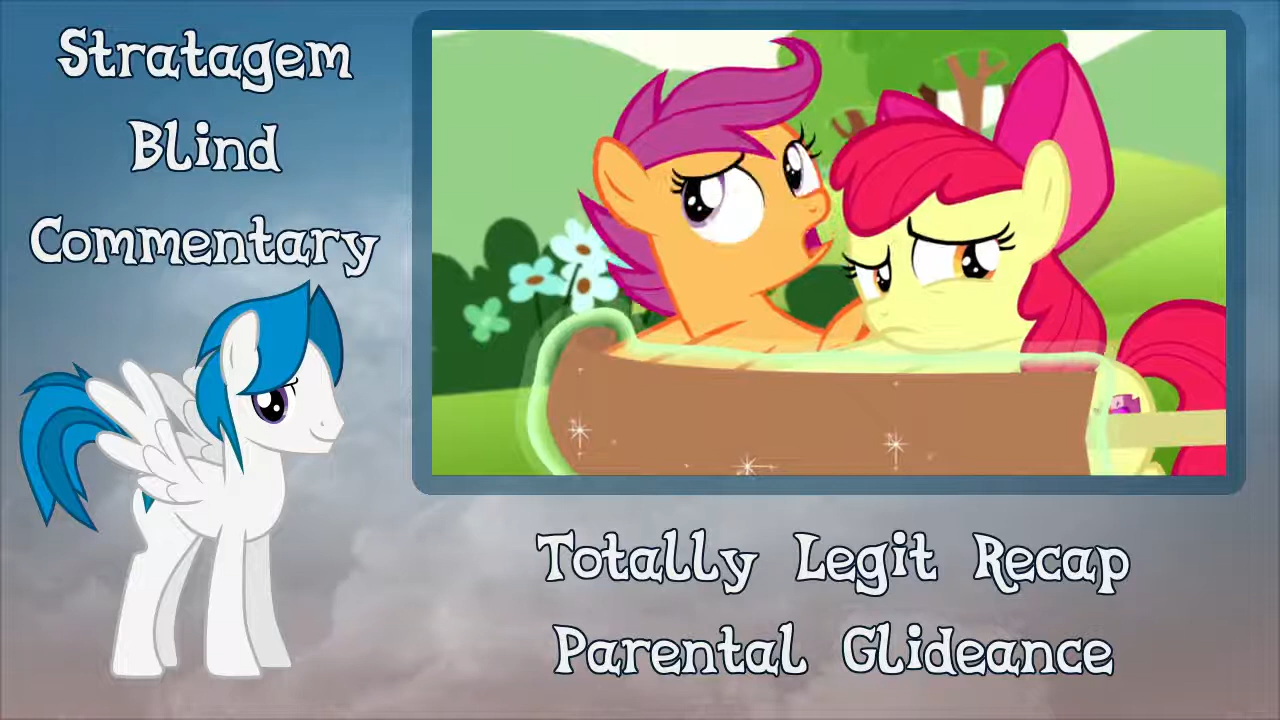 Stratagem
Blind
Commentary
Totally Legit Recap
Parental Glideance